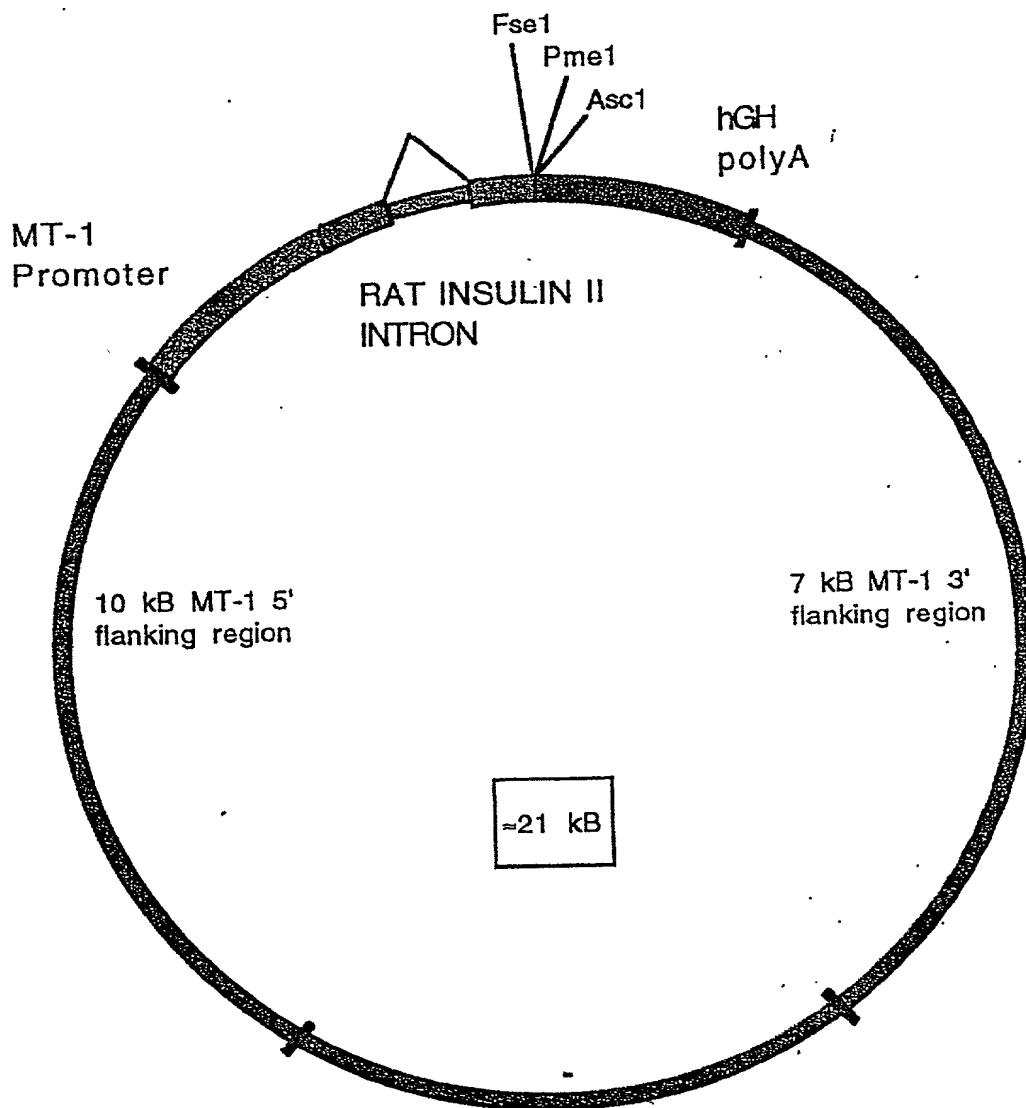 Fse1
Pme1
Asc1
hGH
polyA
MT-1
Promoter
RAT INSULIN II
INTRON
10 kB MT-1 5'
flanking region
7 kB MT-1 3'
flanking region
≈21 kB